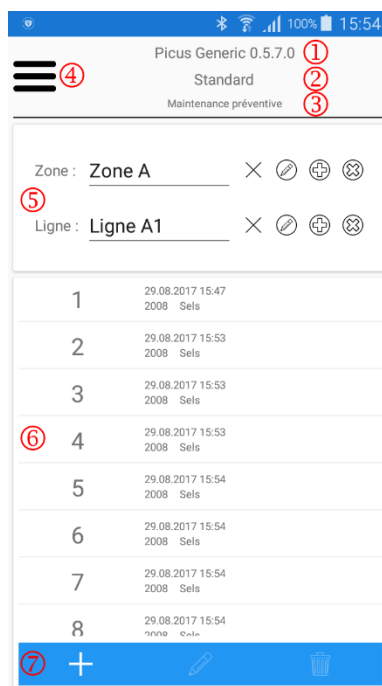 100% 15:54
Picus Generic 0.5.7.0 1
Standard 2
4
Maintenance préventive 3
Zone : Zone A
5
Ligne : Ligne A1
1 29.08.2017 15:47
2008 Sels
2 29.08.2017 15:53
2008 Sels
3 29.08.2017 15:53
2008 Sels
6 4 29.08.2017 15:53
2008 Sels
5 29.08.2017 15:54
2008 Sels
6 29.08.2017 15:54
2008 Sels
7 29.08.2017 15:54
2008 Sels
8 29.08.2017 15:54
2008 Sels
7